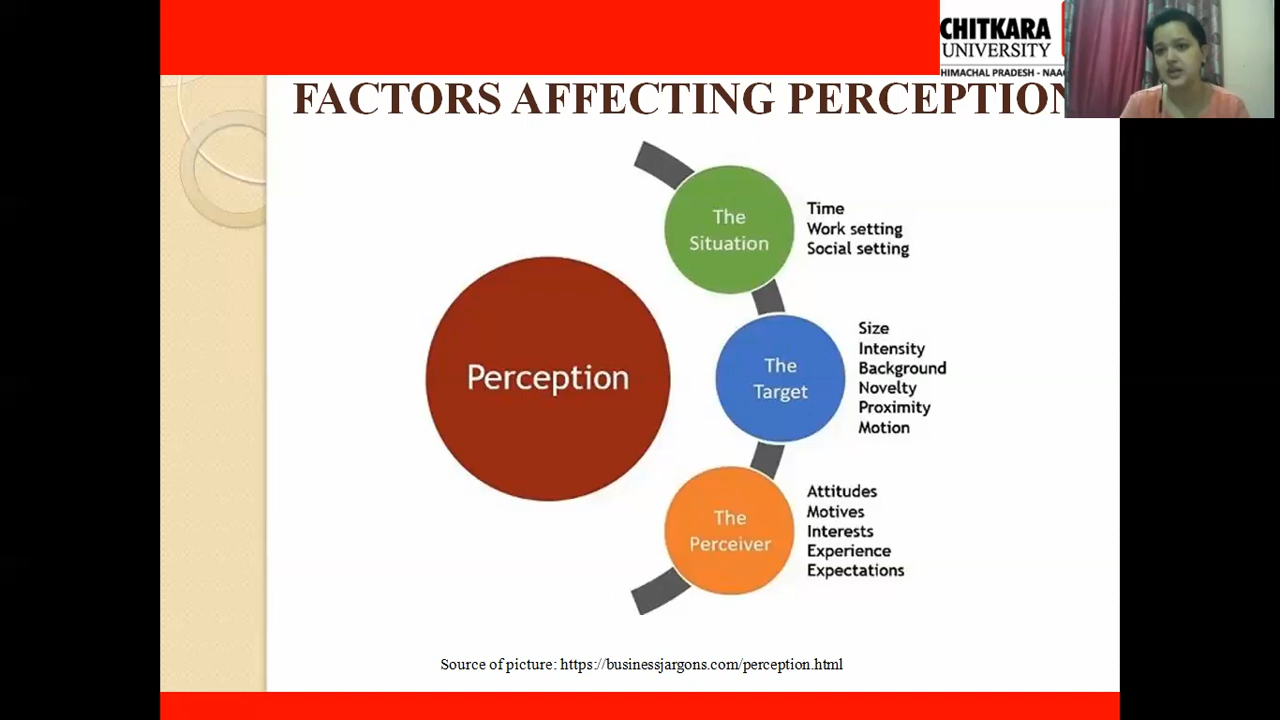 CHITKARA
UNIVERSITY
HIMACHAL PRADESH -
FACTORS AFFECTING PERCEPTION
The
Situation
Time
Work setting
Social setting
Perception
The
Target
Size
Intensity
Background
Novelty
Proximity
Motion
The
Perceiver
Attitudes
Motives
Interests
Experience
Expectations
Source of picture: https://businessjargons.com/perception.html